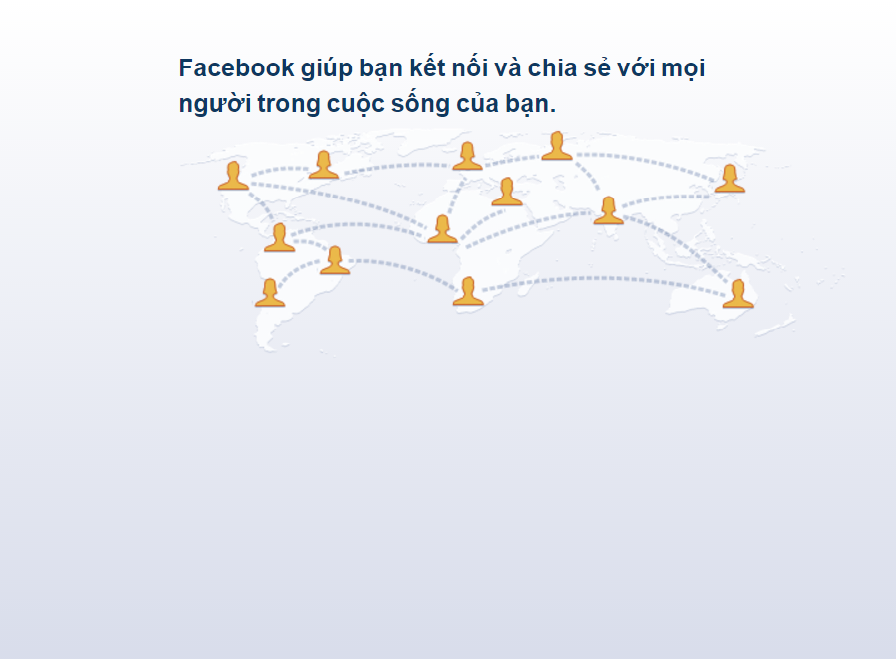 Facebook giúp bạn kết nối và chia sẻ với mọi
người trong cuộc sống của bạn.